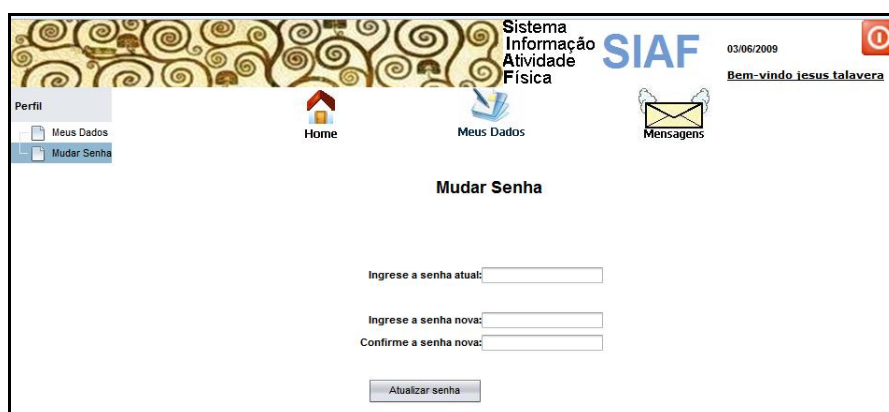 Sistema
Informação
Atividade
Física
SIAF
03/06/2009
Bem-vindo jesus talavera
Perfil
Meus Dados
Mudar Senha
Home
Meus Dados
Mensagens
Mudar Senha
Ingrese a senha atual:
Ingrese a senha nova:
Confirme a senha nova:
Atualizar senha